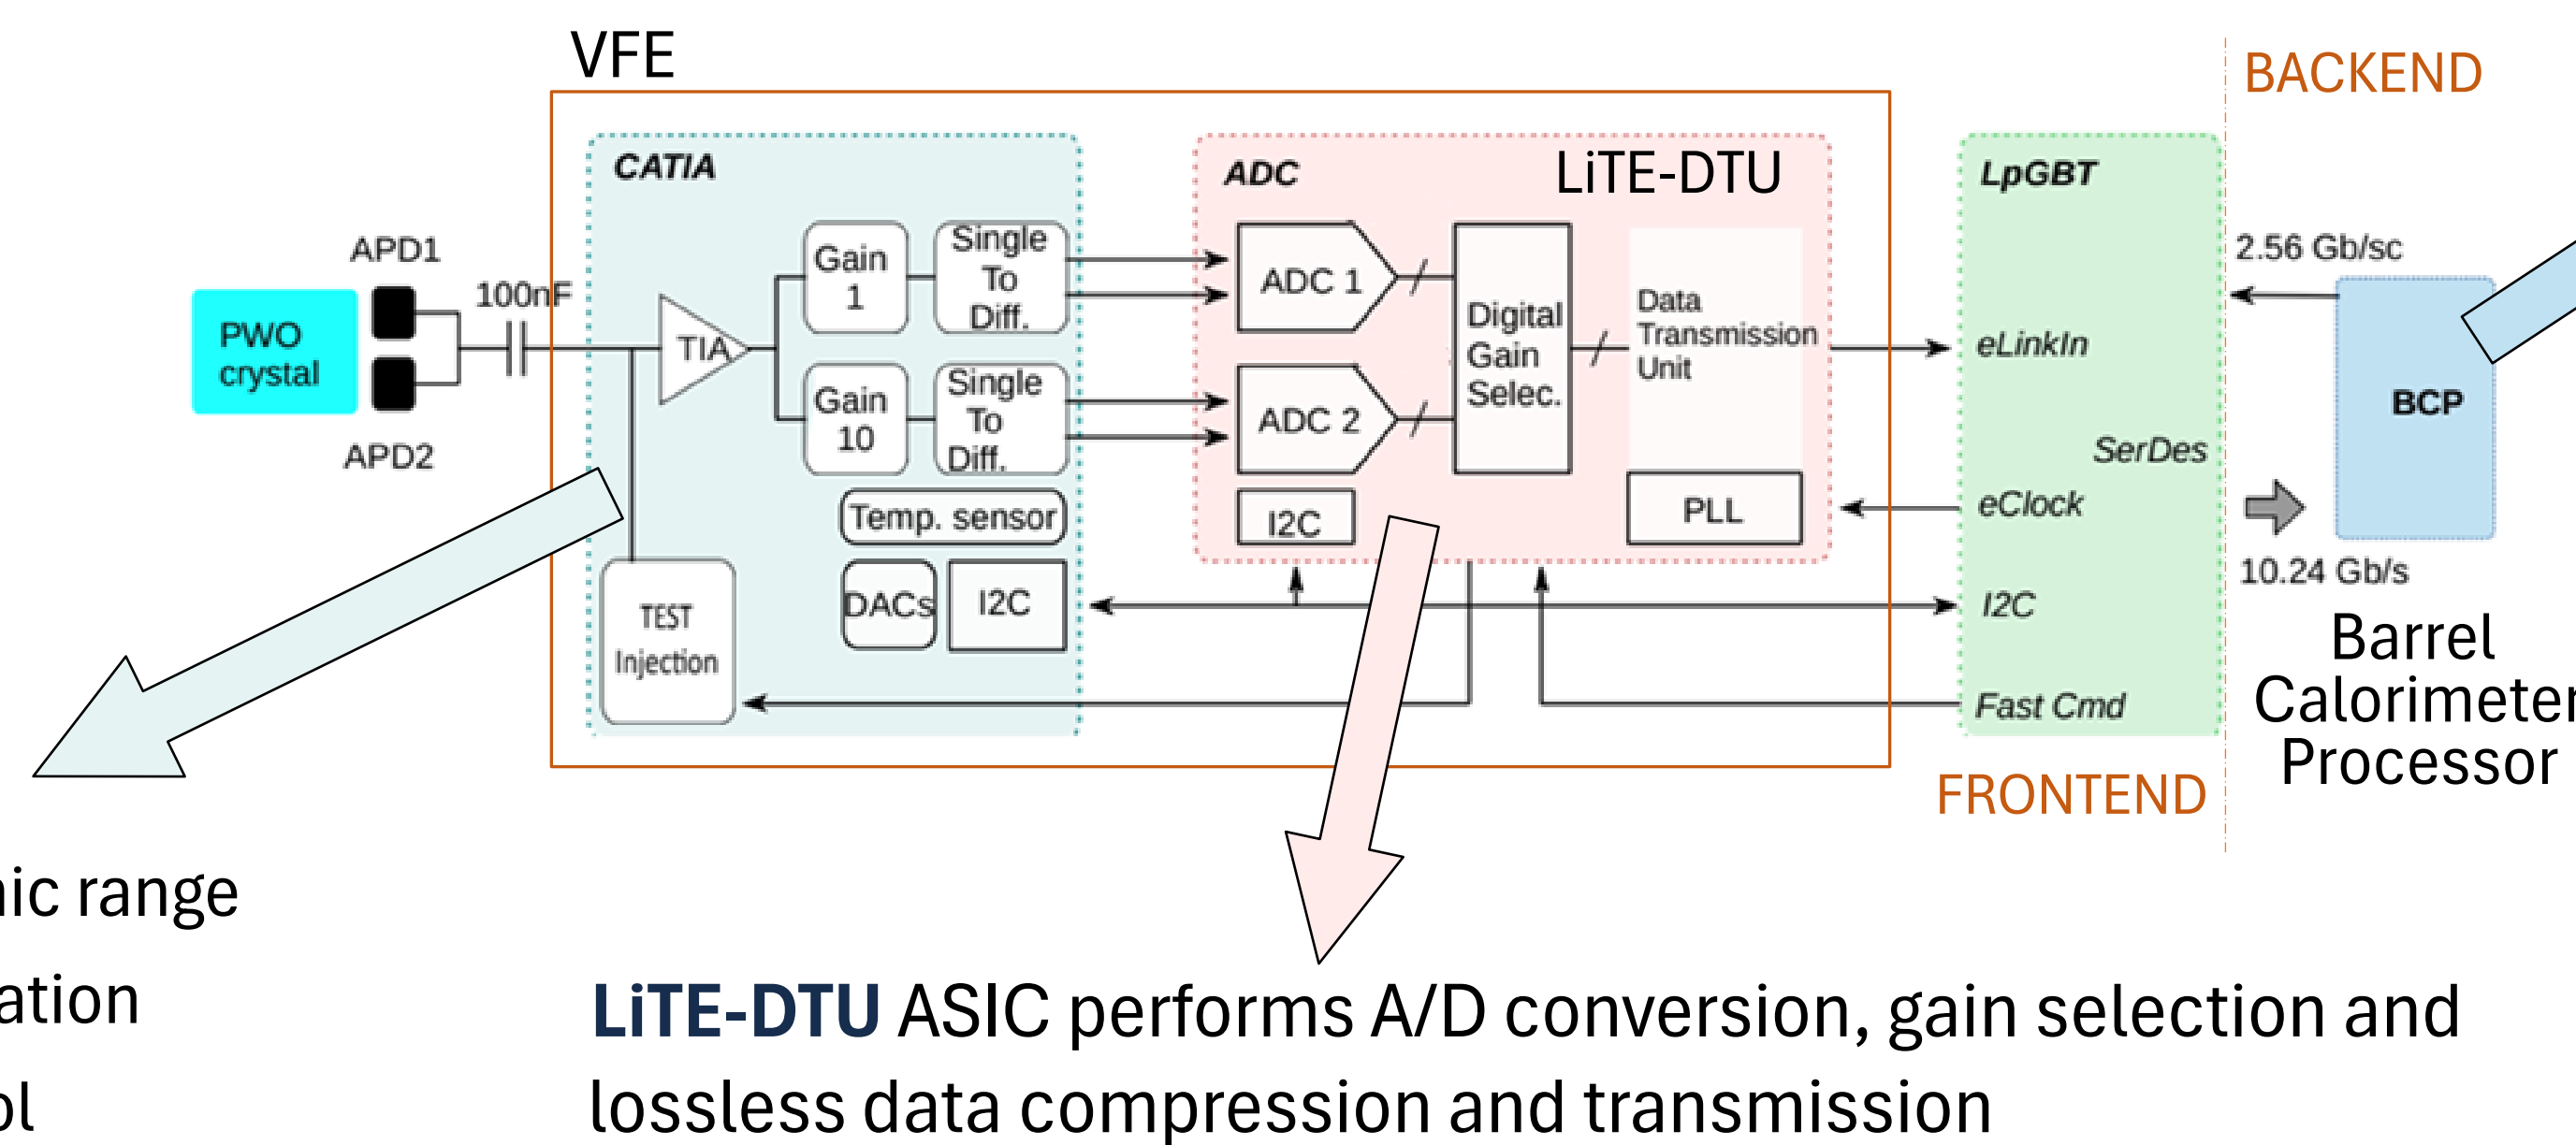 VFE
BACKEND
CATIA
ADC
LiTE-DTU
LpGBT
APD1
100nF
PWO
crystal
APD2
TIA
Gain
1
Single
To
Diff.
Gain
10
Single
To
Diff.
Temp. sensor
DACs
I2C
TEST
Injection
ADC 1
ADC 2
I2C
Digital
Gain
Selec.
Data
Transmission
Unit
PLL
eLinkIn
SerDes
eClock
I2C
Fast Cmd
2.56 Gb/sc
BCP
10.24 Gb/s
Barrel
Calorimeter
Processor
FRONTEND
range
LiTE-DTU ASIC performs A/D conversion, gain selection and
lossless data compression and transmission